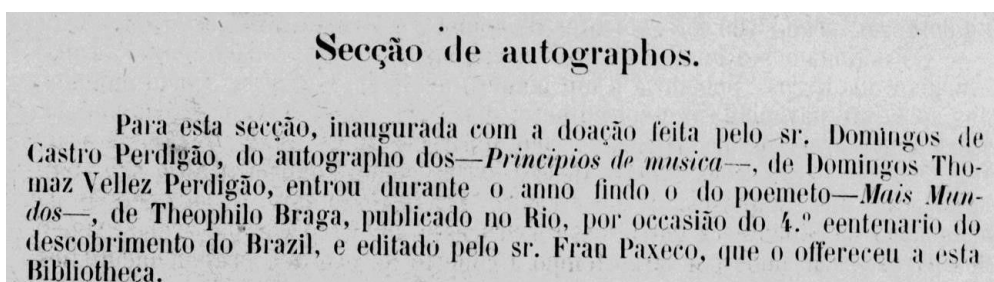 Secção de autographos.
Para esta secção, inaugurada com a doação feita pelo sr. Domingos de
Castro Perdigão, do autographo dos—Principios de musica—, de Domingos Tho-
maz Vellez Perdigão, entrou durante o anno findo o do poemeto—Mais Mun-
dos—, de Theophilo Braga, publicado no Rio, por occasião do 4.º eentenario do
descobrimento do Brazil, e editado pelo sr. Fran Paxeco, que o offereceu a esta
Bibliotheca.